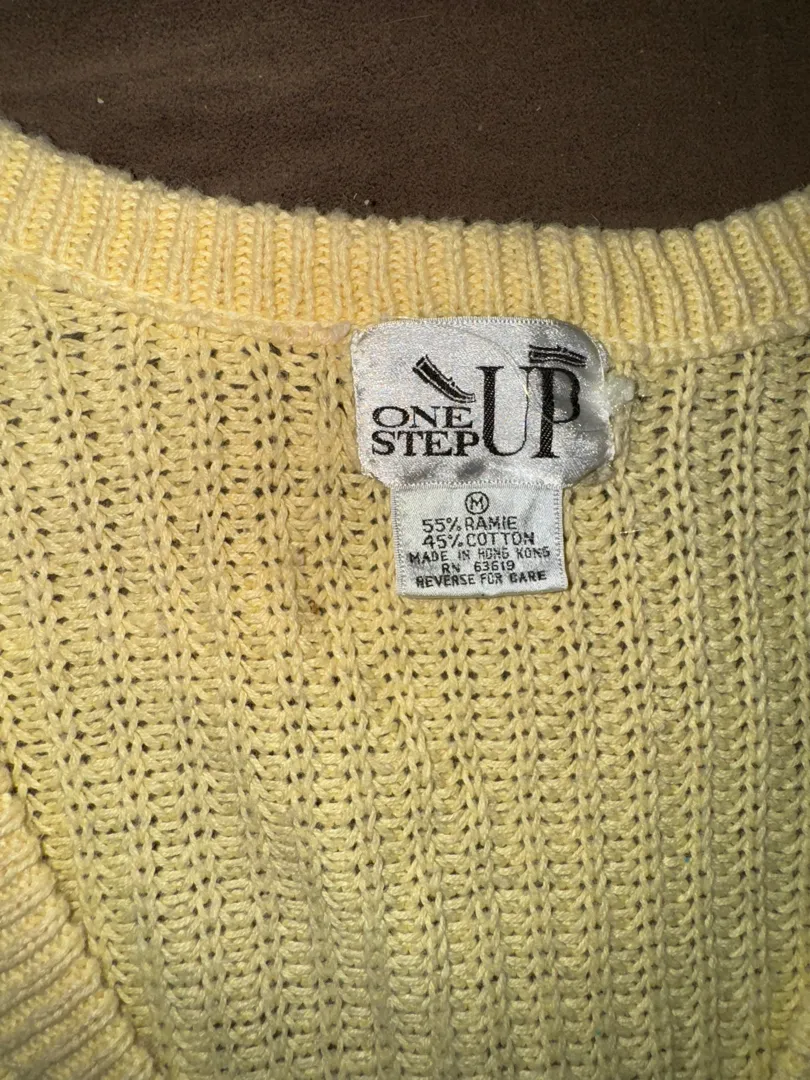 ONE
STEP UP
M
55% RAMIE
45% COTTON
MADE IN HONG KONG
RN 63619
REVERSE FOR CARE